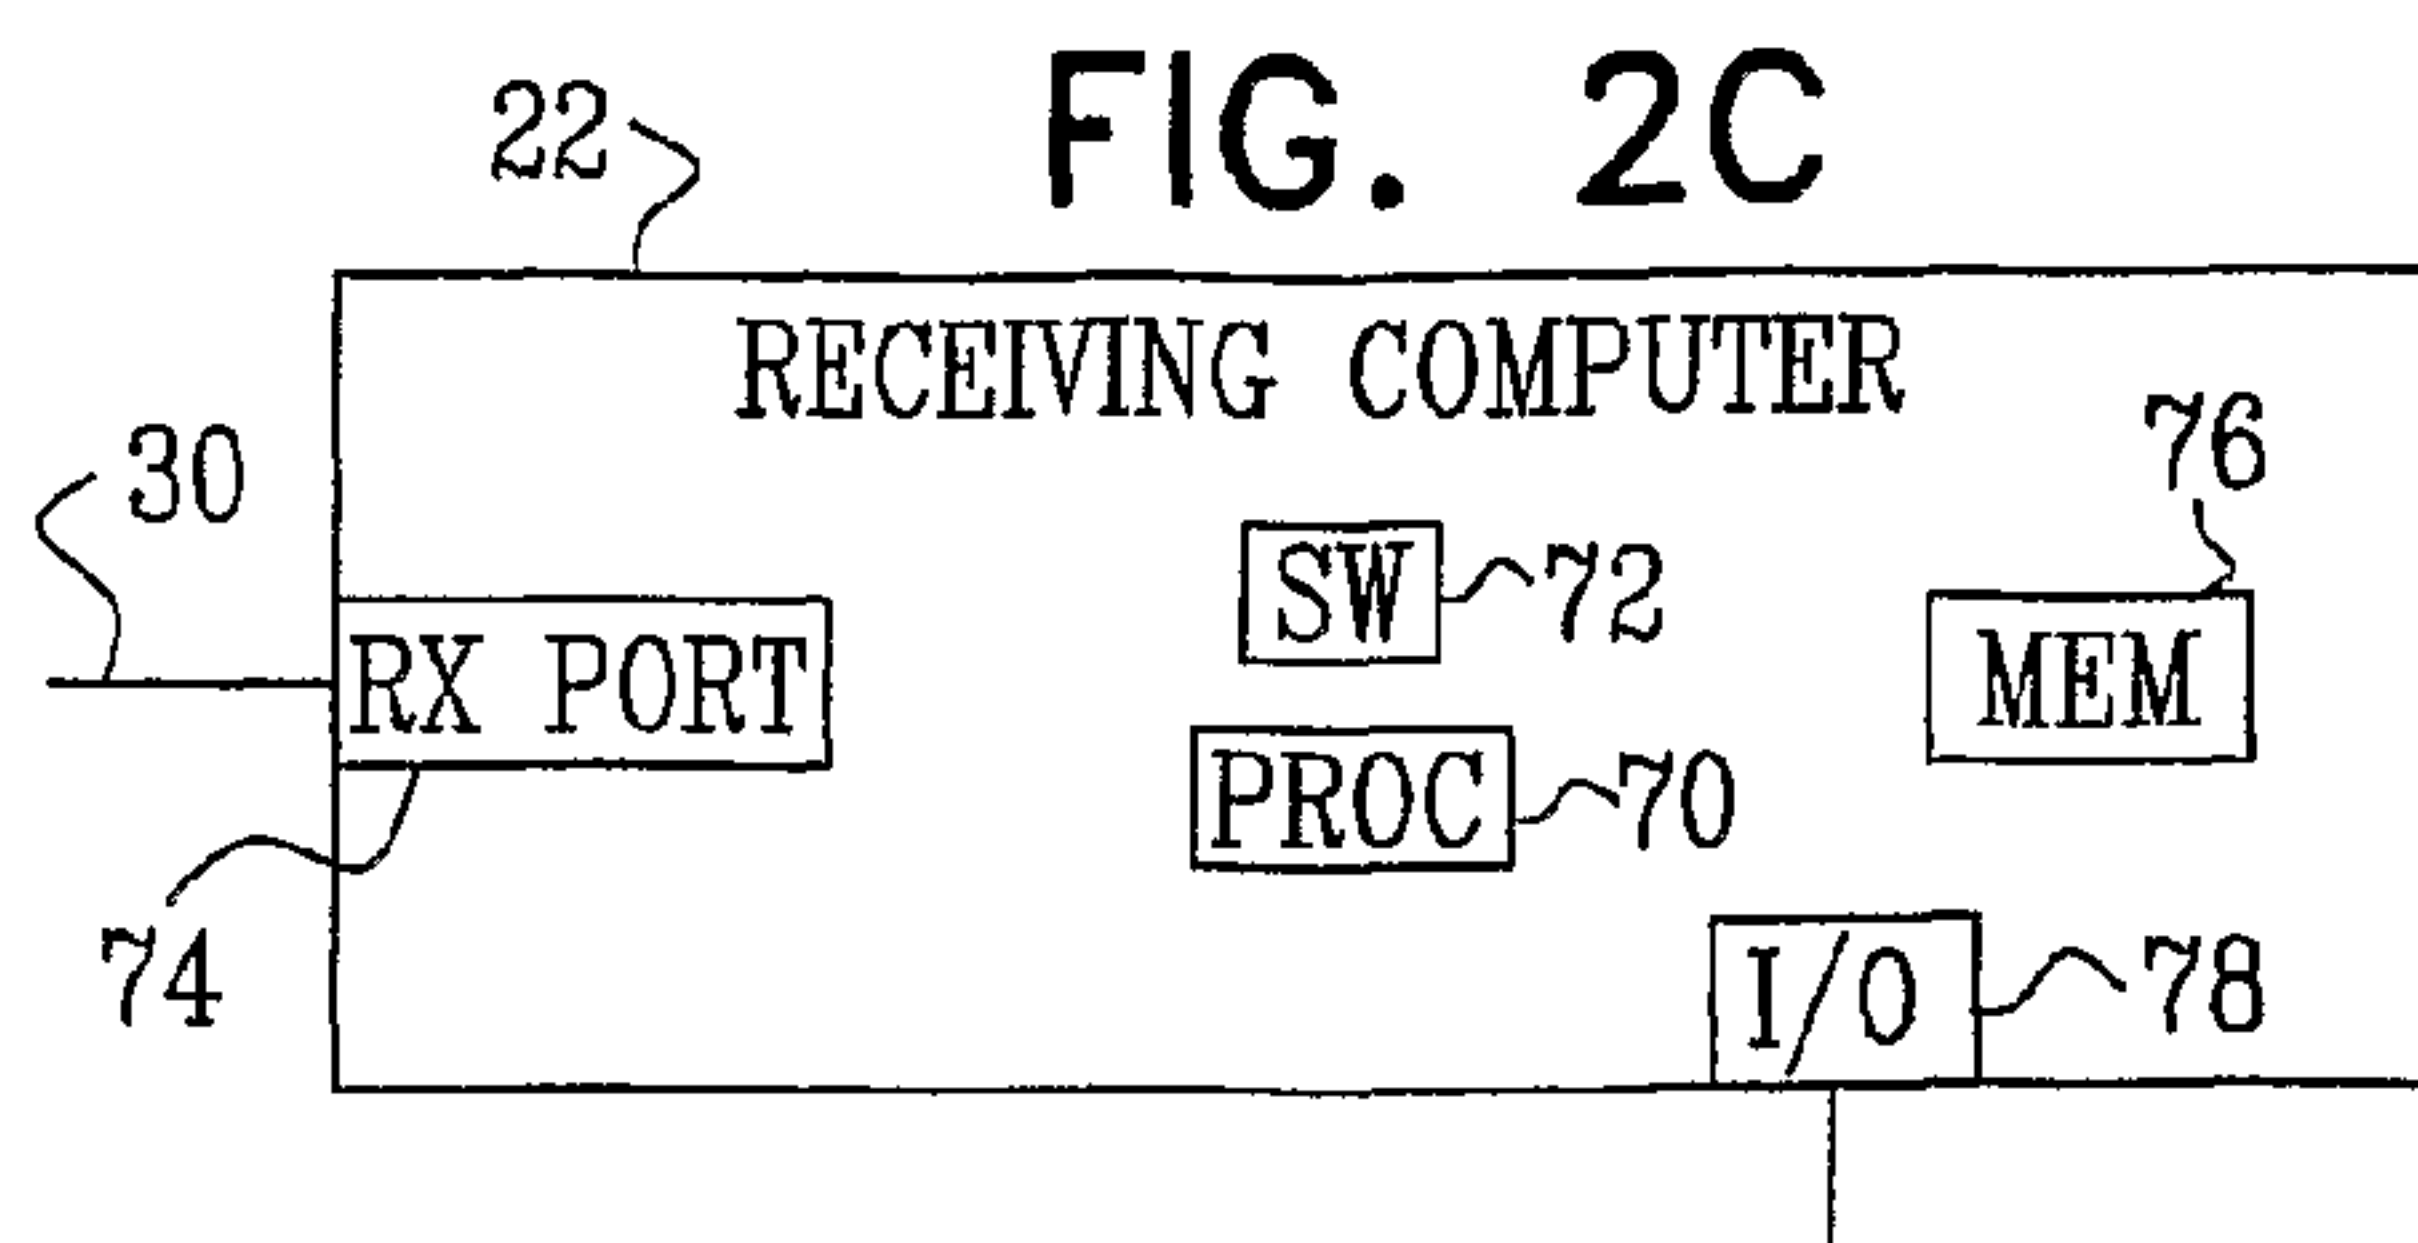 FIG. 2C
22
RECEIVING COMPUTER
76
30
SW 72
RX PORT
MEM
PROC 70
74
I/O 78